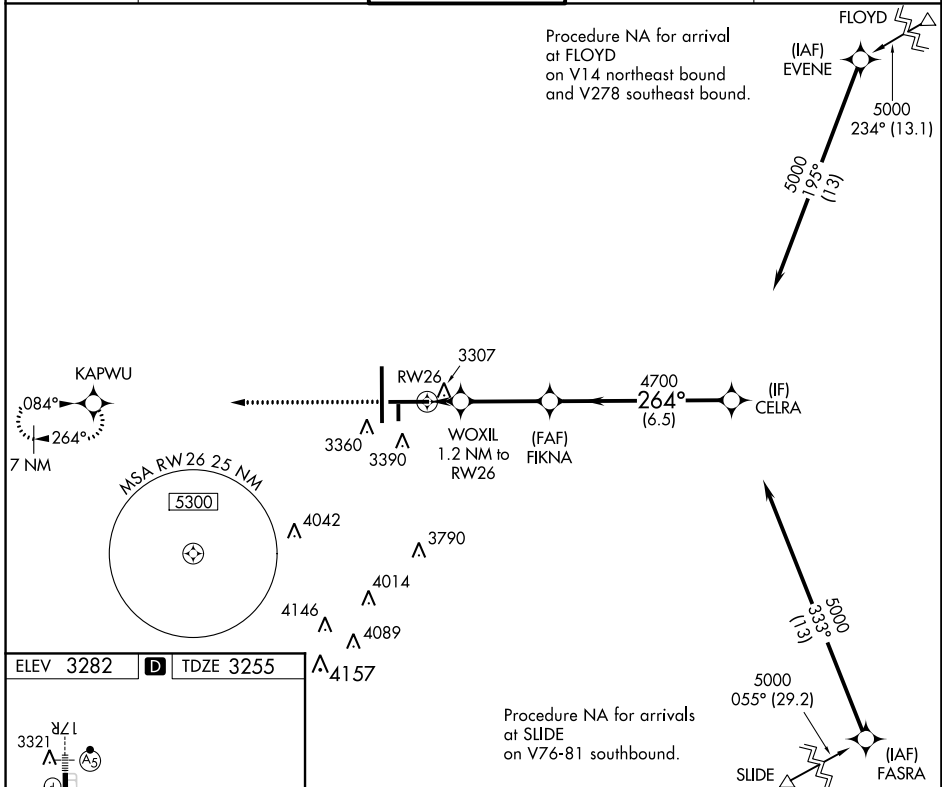 FLOYD
Procedure NA for arrival
at FLOYD
on V14 northeast bound
and V278 southeast bound.
(IAF)
EVENE
5000
234° (13.1)
5000
195°
(13)
3307
KAPWU
RW26
4700
264°
(6.5)
(IF)
CELRA
084°
264°
7 NM
3360
3390
WOXIL
1.2 NM to
RW26
(FAF)
FIKNA
MSA RW 26 25 NM
5300
4042
3790
4014
4146
4089
4157
5000
333°
(13)
ELEV 3282
D
TDZE 3255
5000
055° (29.2)
Procedure NA for arrivals
at SLIDE
on V76-81 southbound.
17R
3321
A5
(IAF)
FASRA
SLIDE